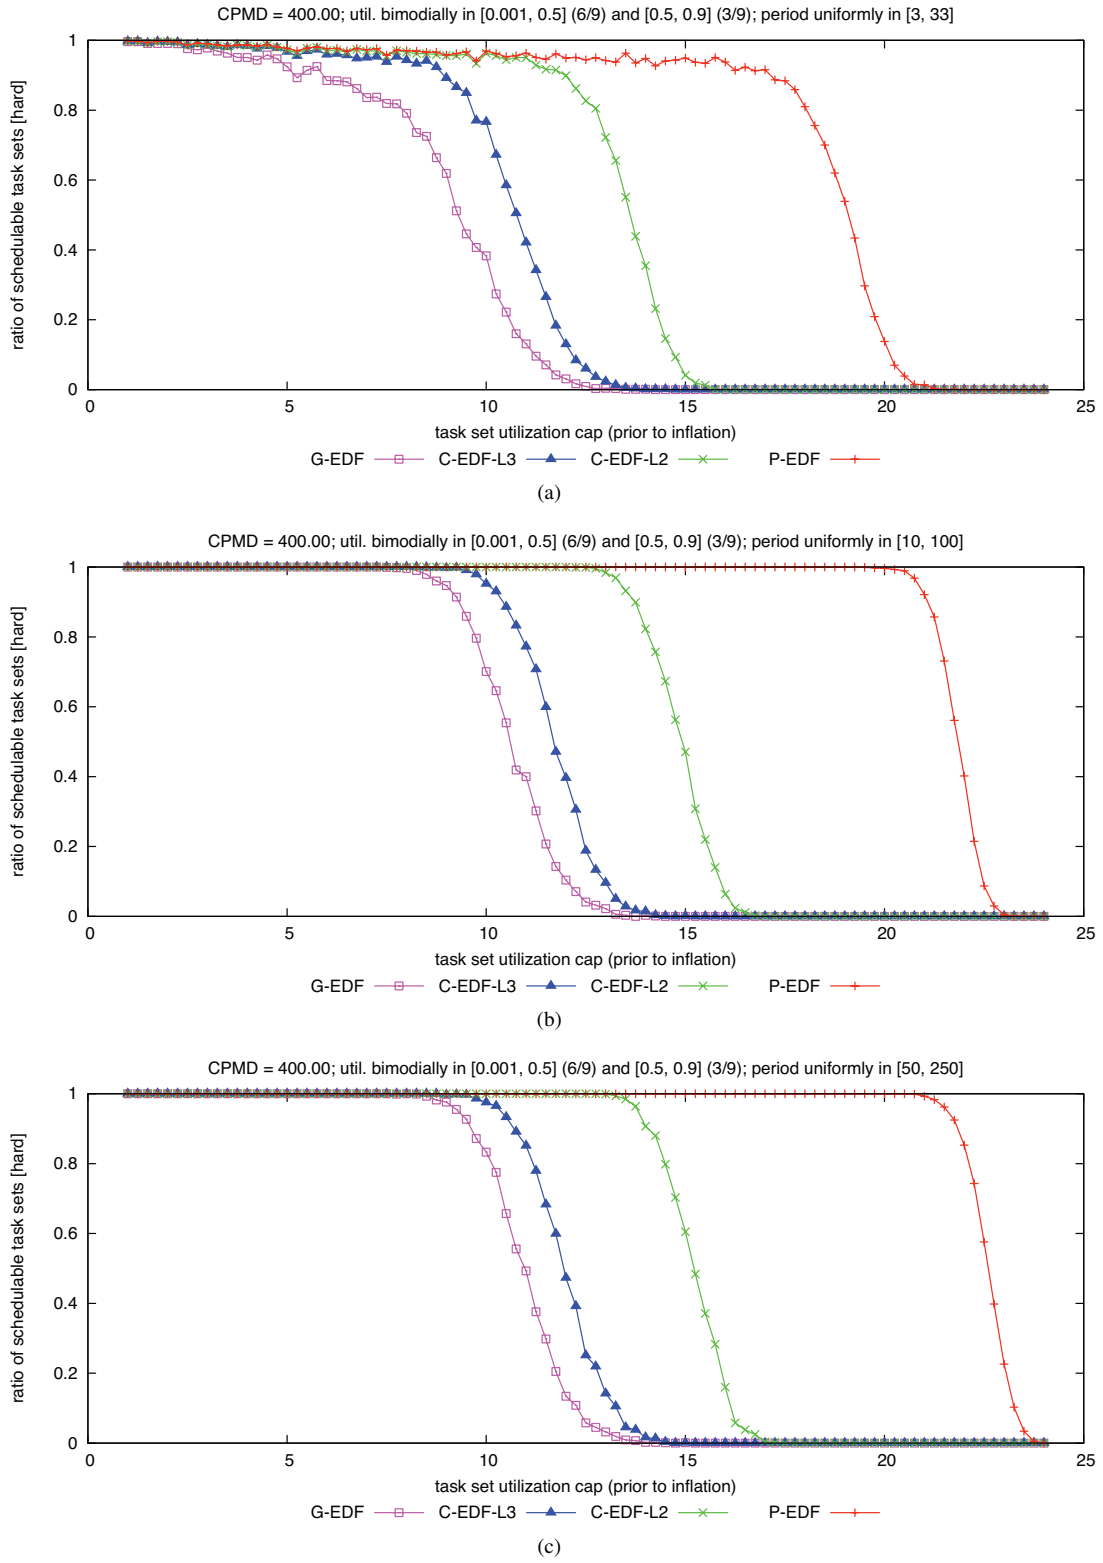 CPMD = 400.00; util. bimodially in [0.001, 0.5] (6/9) and [0.5, 0.9] (3/9); period uniformly in [3, 33]
ratio of schedulable task sets [hard]
1
0.8
0.6
0.4
0.2
0
0 5 10 15 20 25
task set utilization cap (prior to inflation)
G-EDF C-EDF-L3 C-EDF-L2 P-EDF
(a)
CPMD = 400.00; util. bimodially in [0.001, 0.5] (6/9) and [0.5, 0.9] (3/9); period uniformly in [10, 100]
ratio of schedulable task sets [hard]
1
0.8
0.6
0.4
0.2
0
0 5 10 15 20 25
task set utilization cap (prior to inflation)
G-EDF C-EDF-L3 C-EDF-L2 P-EDF
(b)
CPMD = 400.00; util. bimodially in [0.001, 0.5] (6/9) and [0.5, 0.9] (3/9); period uniformly in [50, 250]
ratio of schedulable task sets [hard]
1
0.8
0.6
0.4
0.2
0
0 5 10 15 20 25
task set utilization cap (prior to inflation)
G-EDF C-EDF-L3 C-EDF-L2 P-EDF
(c)